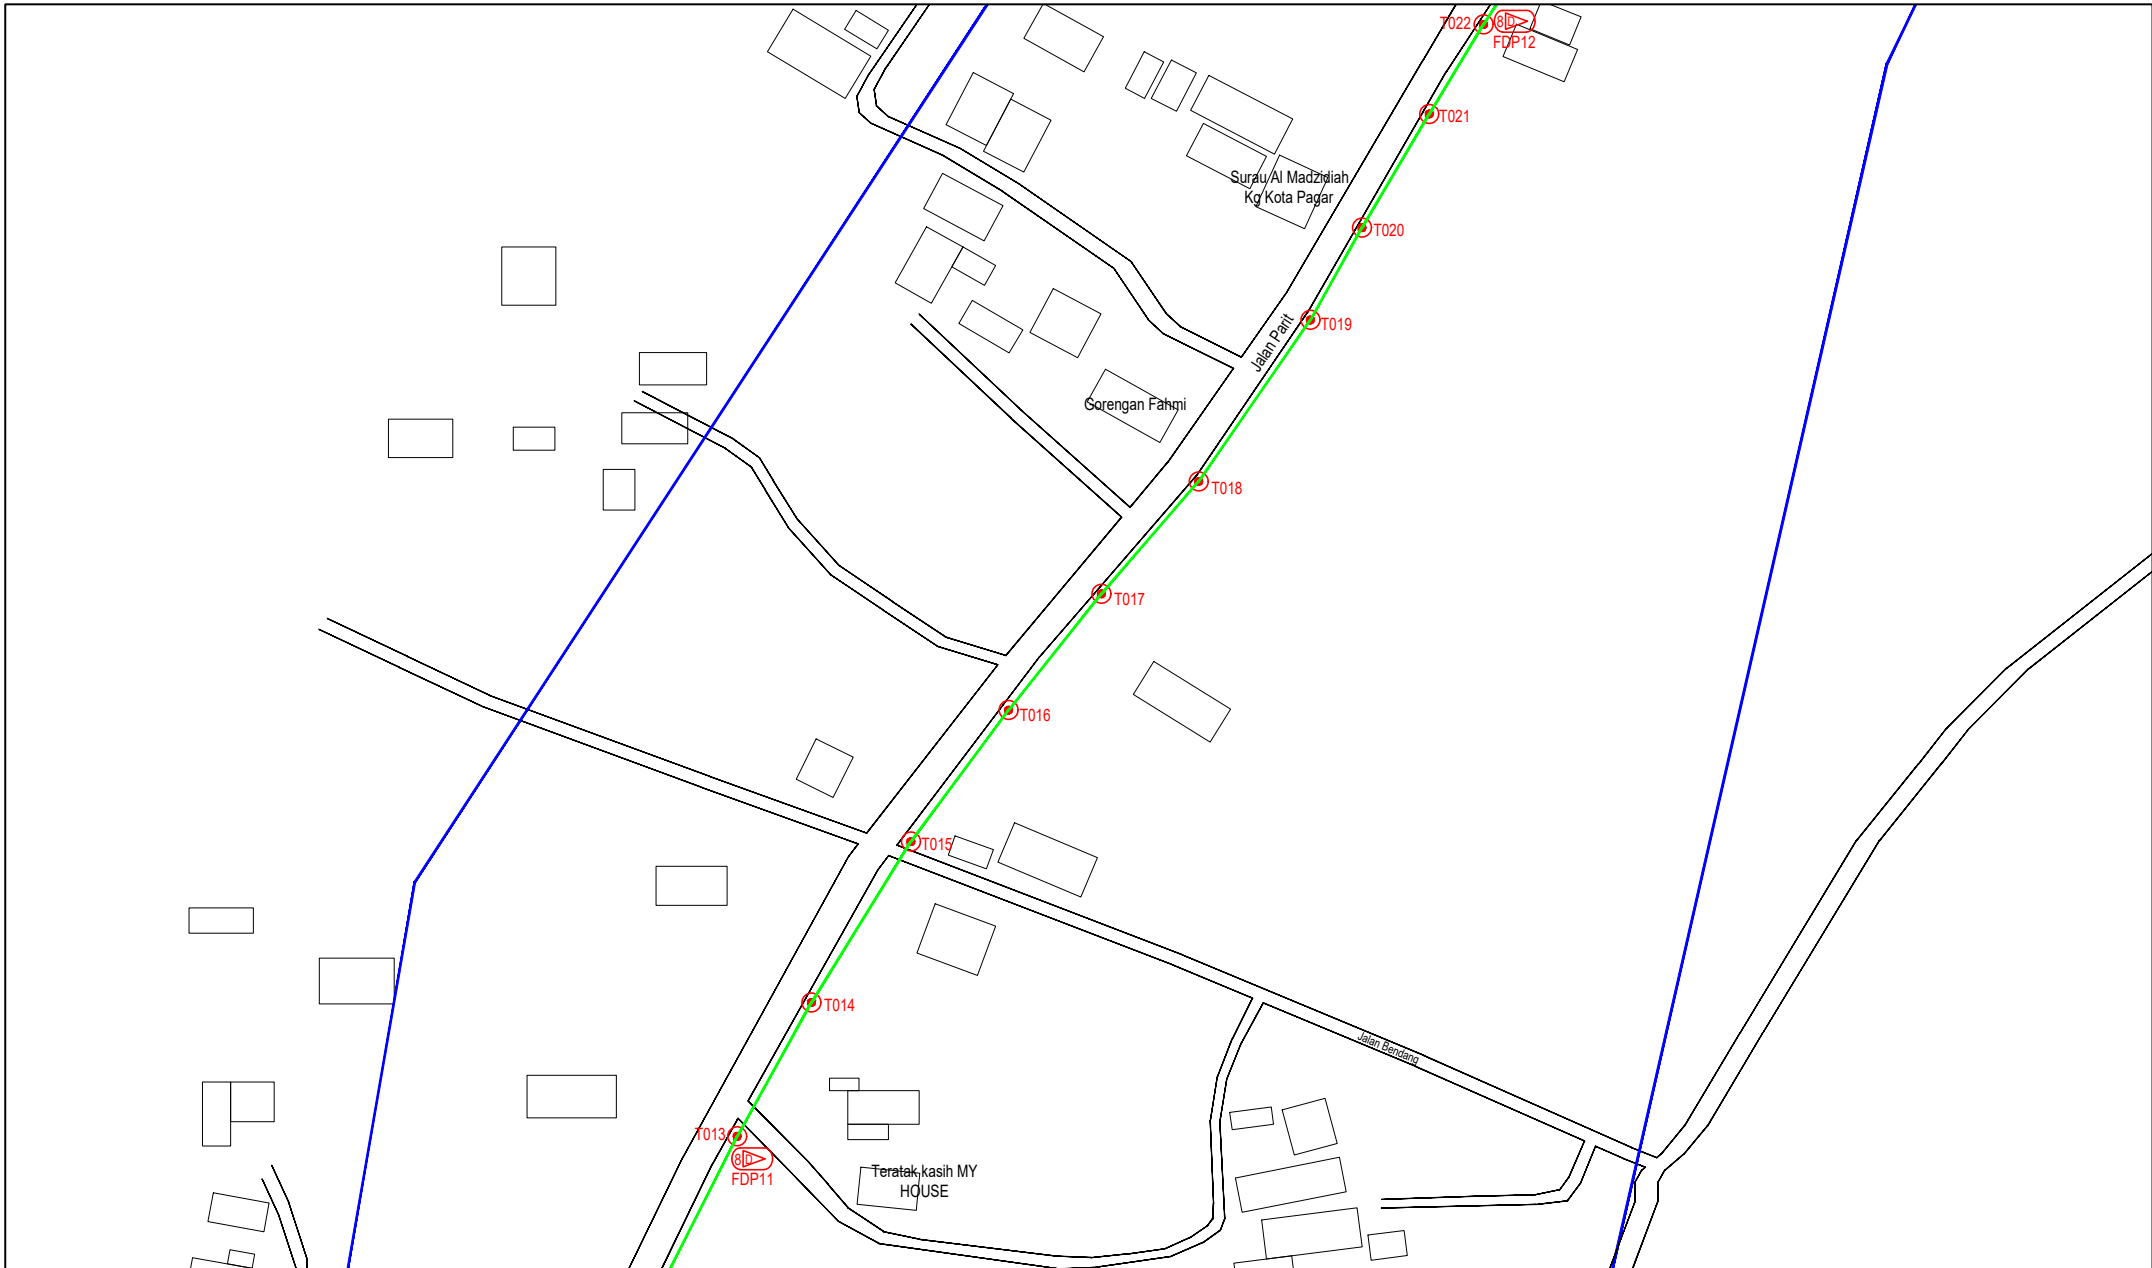 T022
8 D
FDP12
T021
Surau Al Madzidiah
Kg Kota Pagar
T020
T019
Jalan Parit
Gorengan Fahmi
T018
T017
T016
T015
T014
Jalan Bendang
T013
8 D
FDP11
Teratak kasih MY
HOUSE